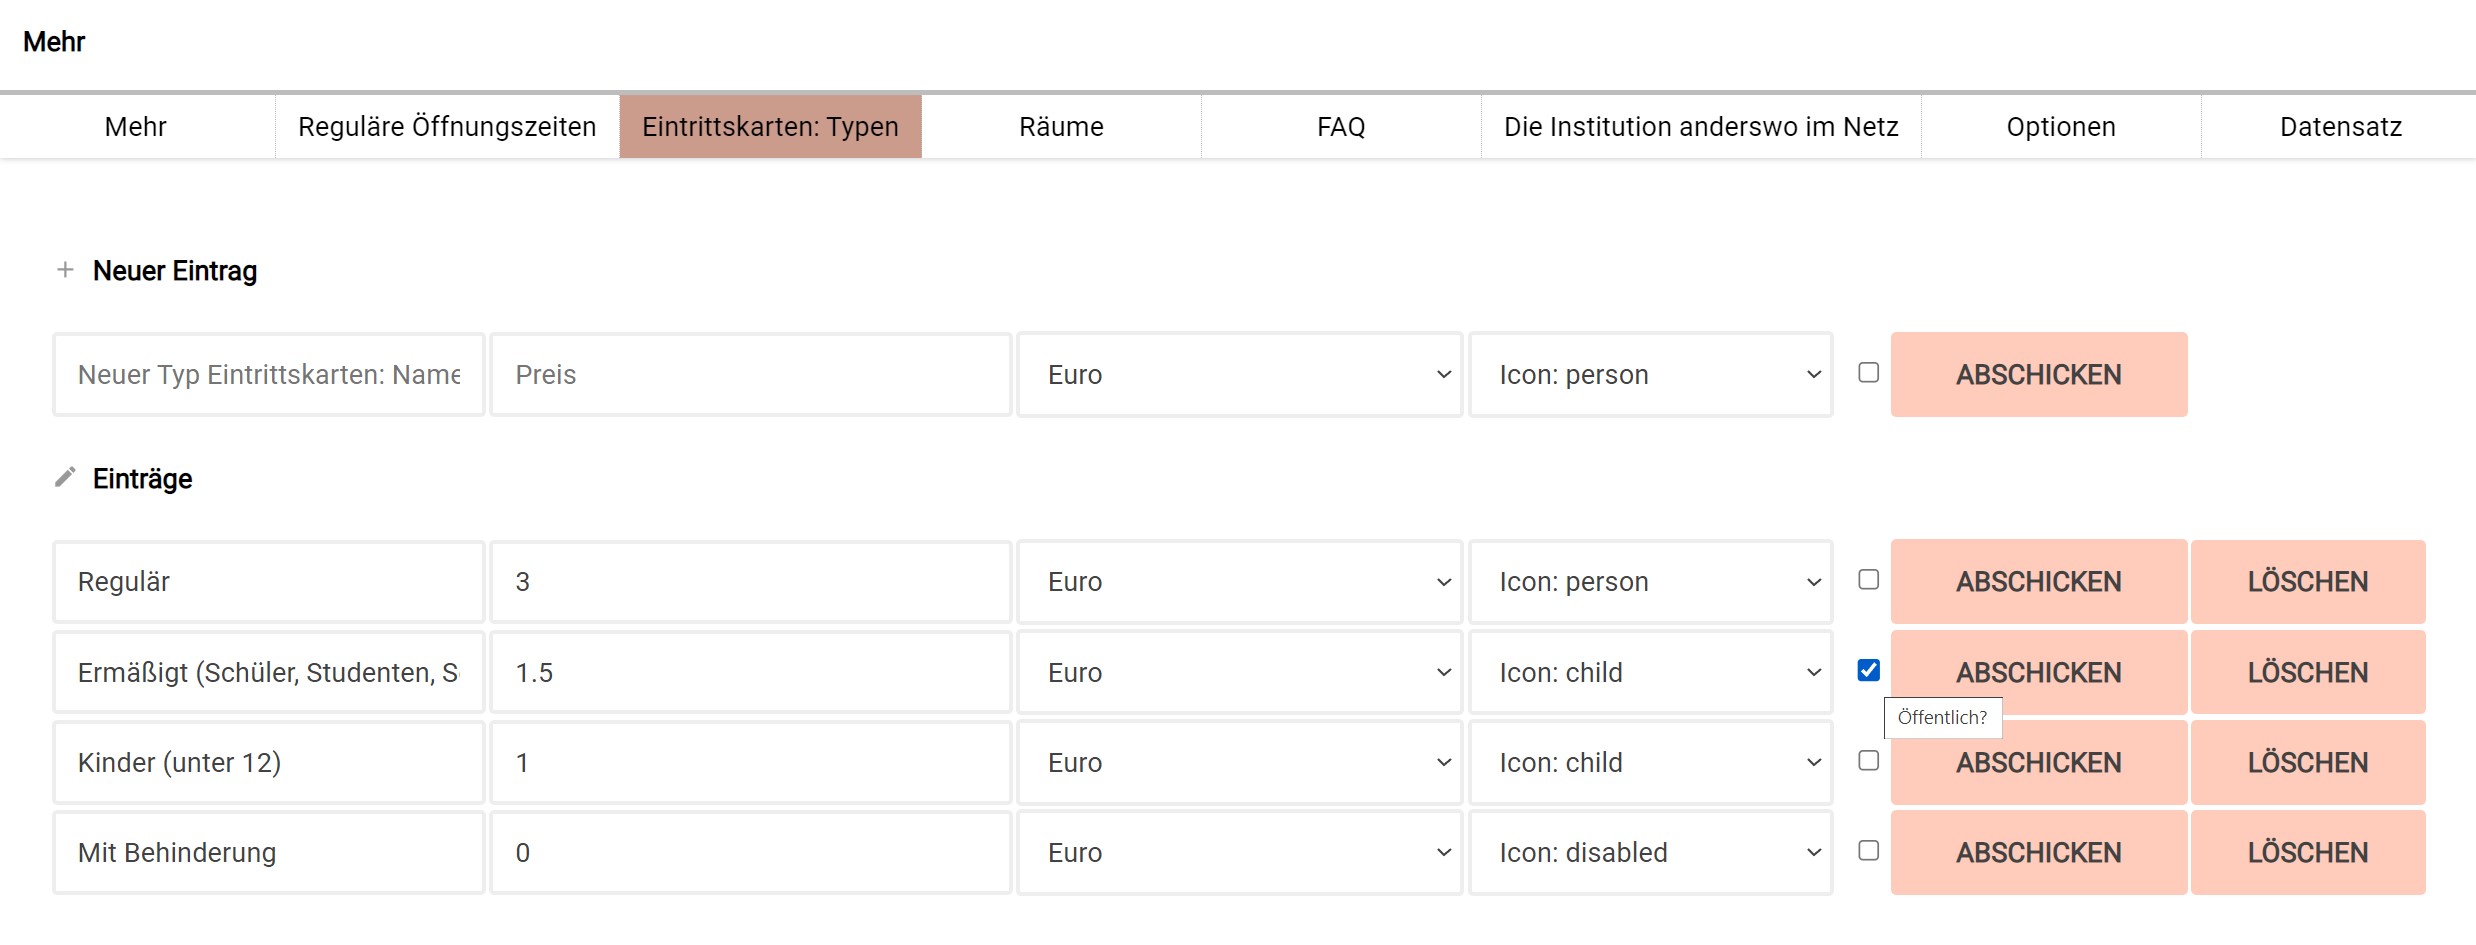 Mehr
Mehr Reguläre Öffnungszeiten Eintrittskarten: Typen Räume FAQ Die Institution anderswo im Netz Optionen Datensatz
+ Neuer Eintrag
Neuer Typ Eintrittskarten: Name Preis Euro Icon: person ABSCHICKEN
Einträge
Regulär 3 Euro Icon: person ABSCHICKEN LÖSCHEN
Ermäßigt (Schüler, Studenten, S 1.5 Euro Icon: child ABSCHICKEN LÖSCHEN
Öffentlich?
Kinder (unter 12) 1 Euro Icon: child ABSCHICKEN LÖSCHEN
Mit Behinderung 0 Euro Icon: disabled ABSCHICKEN LÖSCHEN